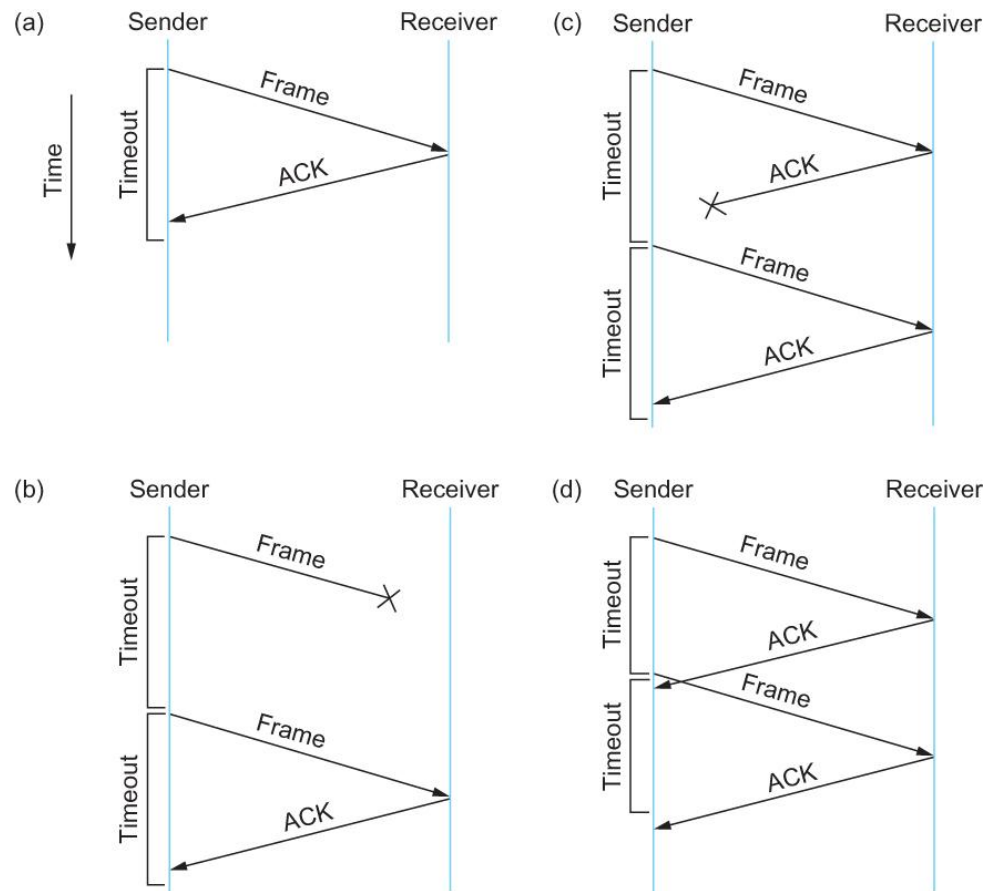 (a)
Sender
Receiver
Time
Timeout
Frame
ACK
(c)
Sender
Receiver
Timeout
Frame
ACK
Timeout
Frame
ACK
(b)
Sender
Receiver
Timeout
Frame
Timeout
Frame
ACK
(d)
Sender
Receiver
Timeout
Frame
ACK
Timeout
Frame
ACK